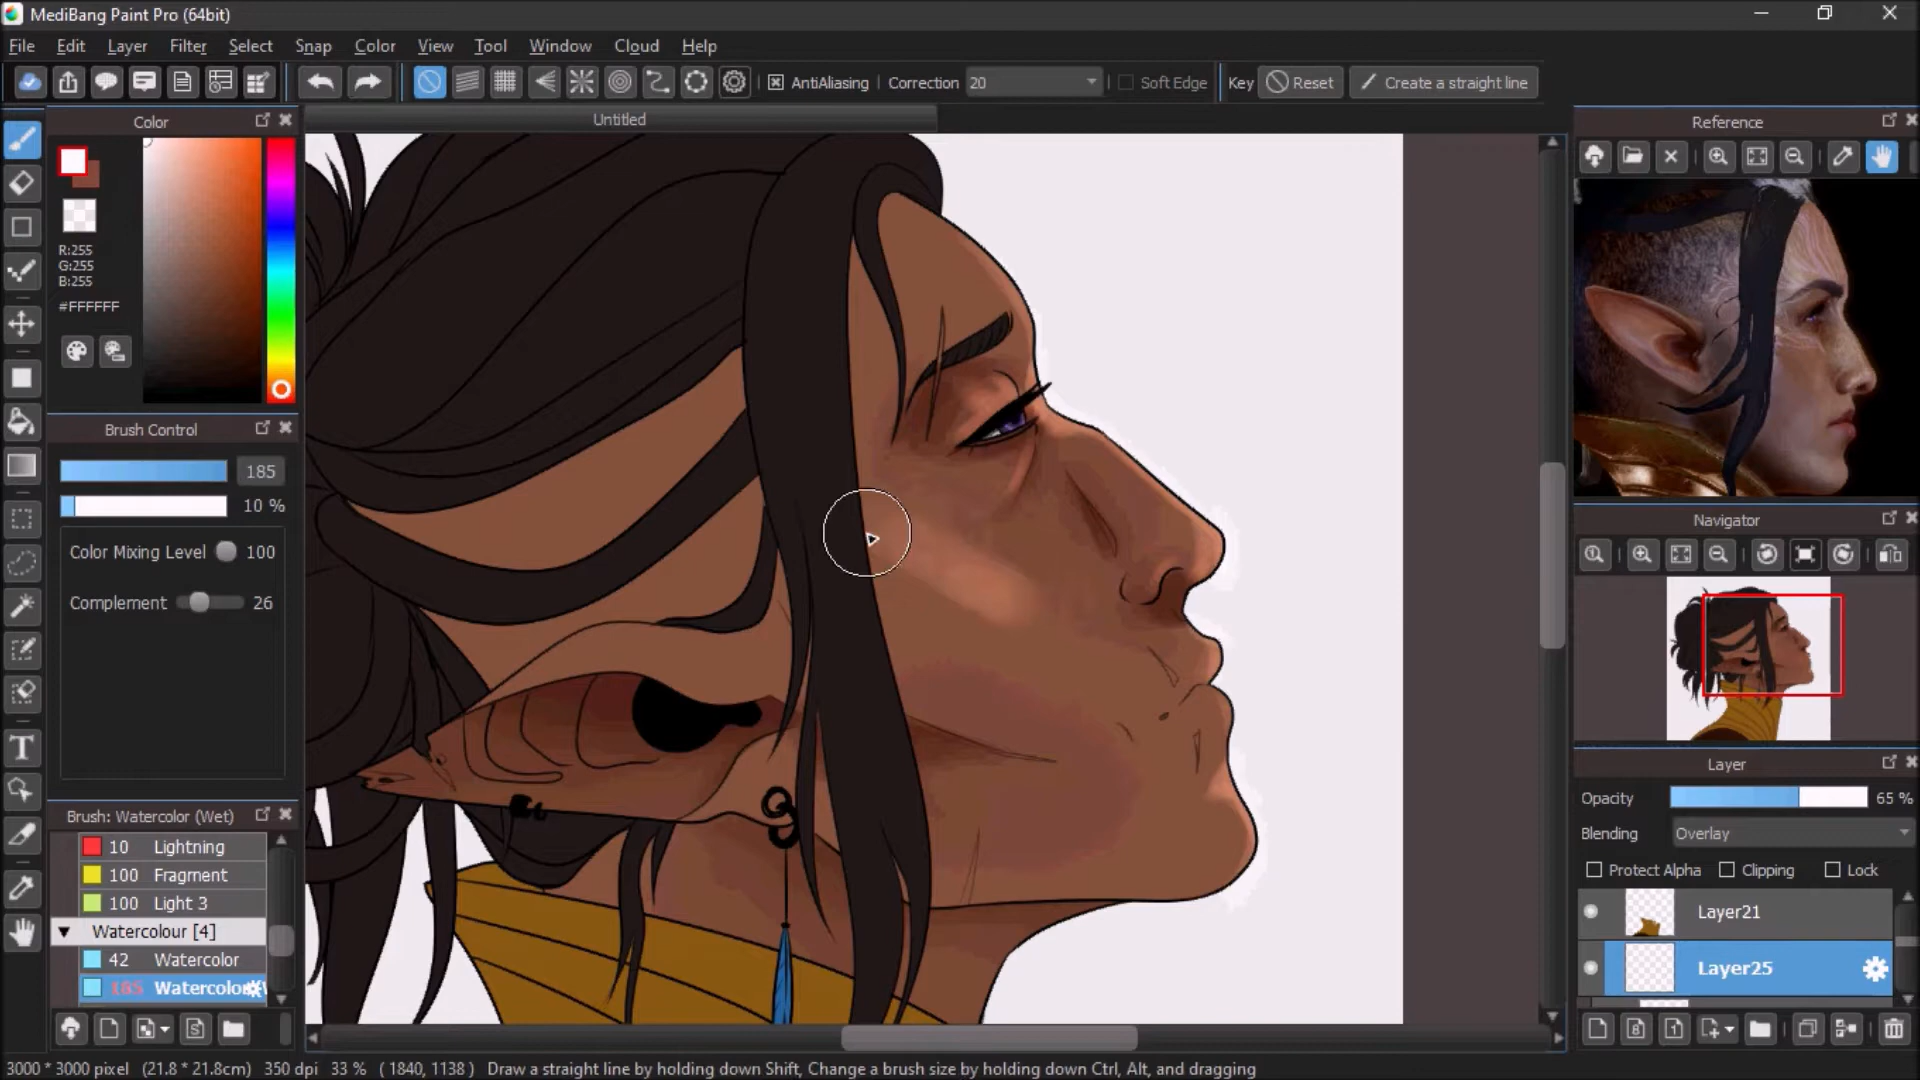 MediBang Paint Pro (64bit)
File Edit Layer Filter Select Snap Color View Tool Window Cloud Help
AntiAliasing Correction 20 Soft Edge Key Reset Create a straight line
Untitled
Color
R:255
G:255
B:255
#FFFFFF
Brush Control
185
10 %
Color Mixing Level 100
Complement 26
Brush: Watercolor (Wet)
10 Lightning
100 Fragment
100 Light 3
Watercolour [4]
42 Watercolor
185 Watercolor
Reference
Navigator
Layer
Opacity 65 %
Blending Overlay
Protect Alpha Clipping Lock
Layer21
Layer25
3000 * 3000 pixel (21.8 * 21.8cm) 350 dpi 33 % ( 1840, 1138 ) Draw a straight line by holding down Shift, Change a brush size by holding down Ctrl, Alt, and dragging